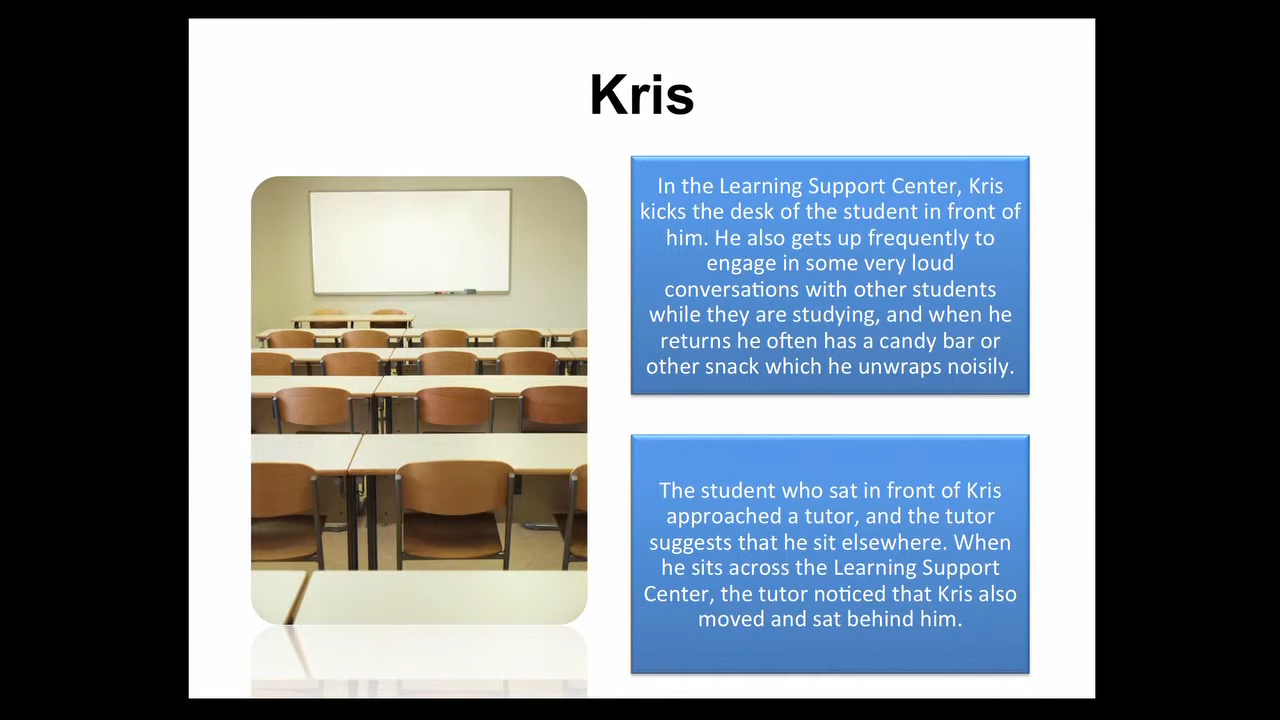 Kris
In the Learning Support Center, Kris
kicks the desk of the student in front of
him. He also gets up frequently to
engage in some very loud
conversations with other students
while they are studying, and when he
returns he often has a candy bar or
other snack which he unwraps noisily.
The student who sat in front of Kris
approached a tutor, and the tutor
suggests that he sit elsewhere. When
he sits across the Learning Support
Center, the tutor noticed that Kris also
moved and sat behind him.